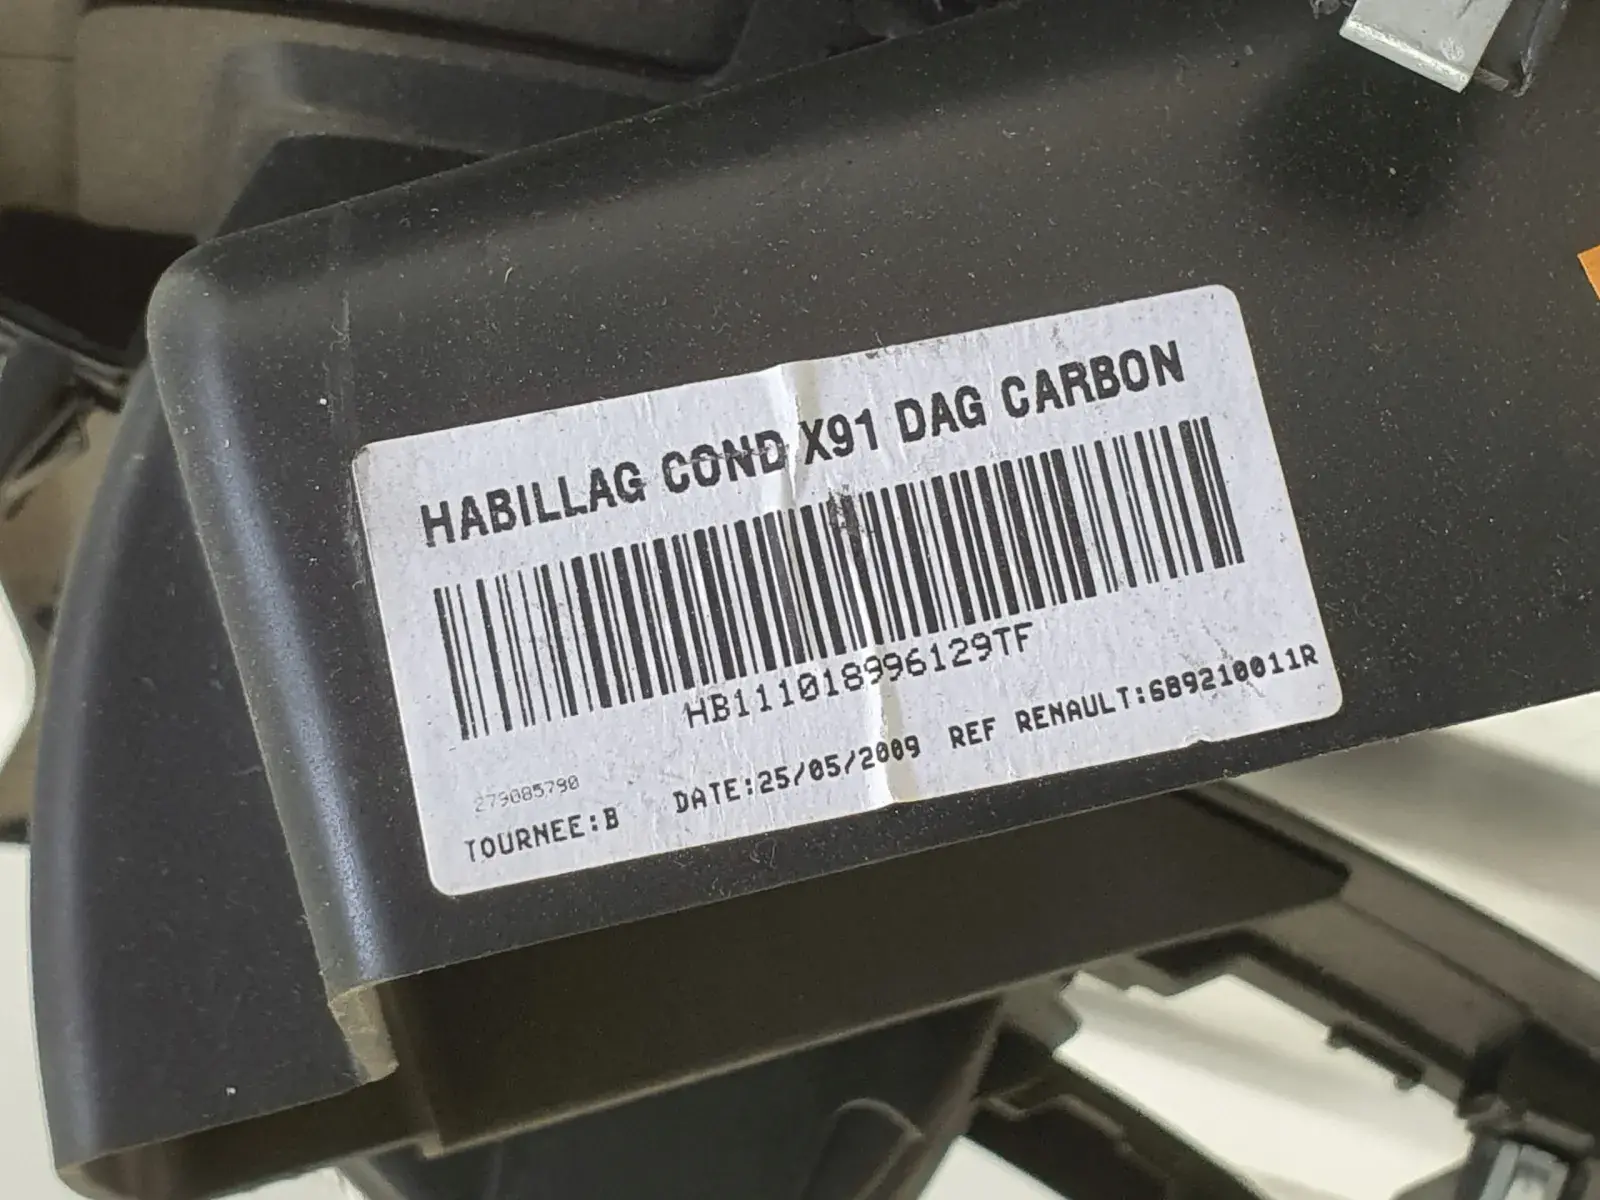 HABILLAG COND X91 DAG CARBON
HB111018996129TF
279085790
TOURNEE:B DATE:25/05/2009 REF RENAULT:689210011R